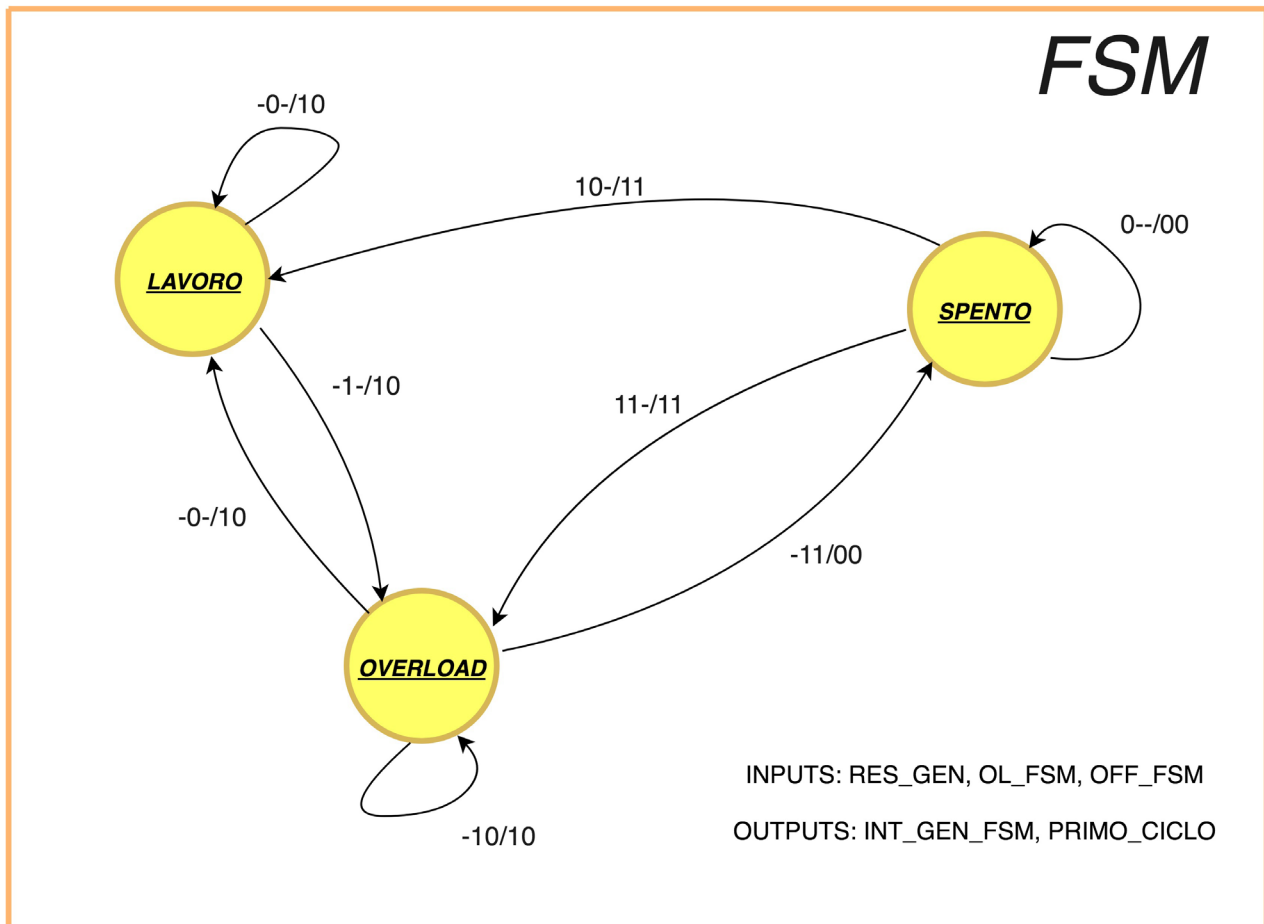 FSM
-0-/10
10-/11
0--/00
LAVORO
SPENTO
-1-/10
11-/11
-0-/10
-11/00
OVERLOAD
-10/10
INPUTS: RES_GEN, OL_FSM, OFF_FSM
OUTPUTS: INT_GEN_FSM, PRIMO_CICLO